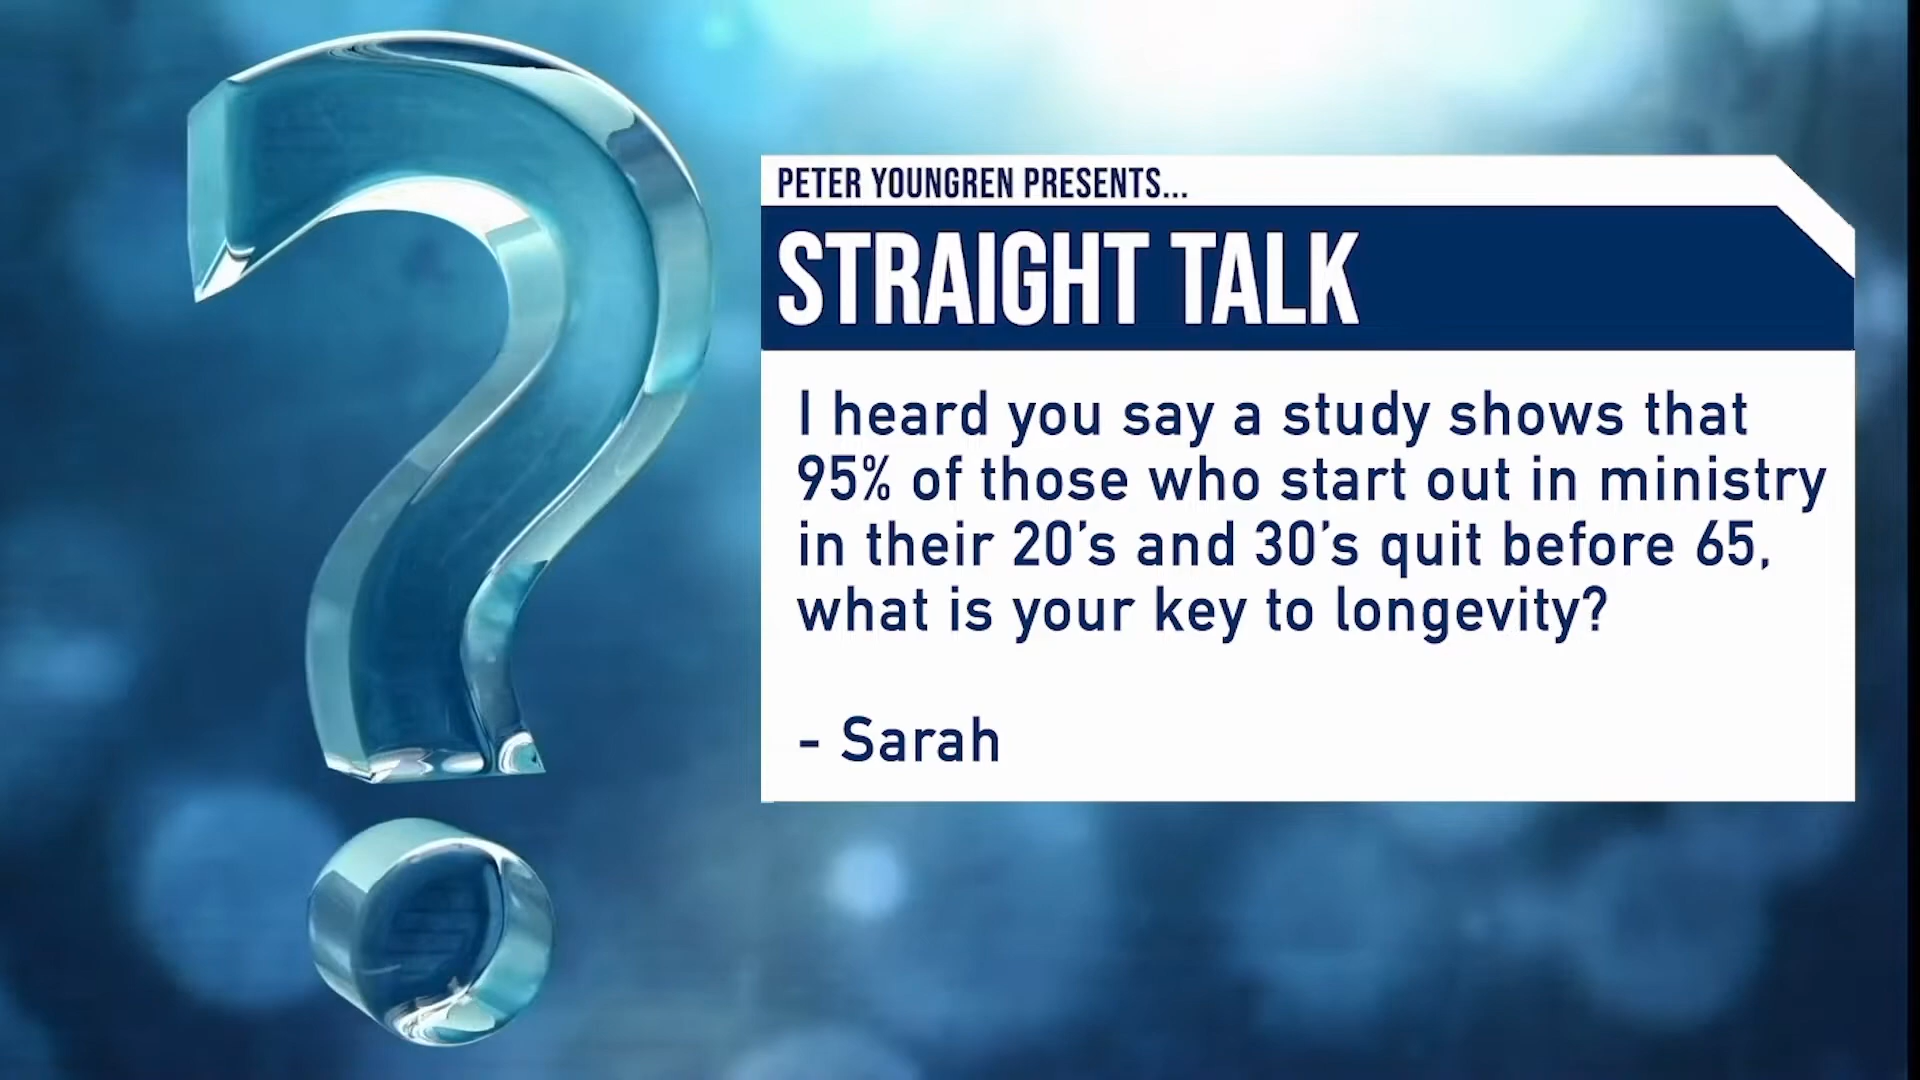 PETER YOUNGREN PRESENTS...
STRAIGHT TALK
I heard you say a study shows that
95% of those who start out in ministry
in their 20's and 30's quit before 65,
what is your key to longevity?
- Sarah